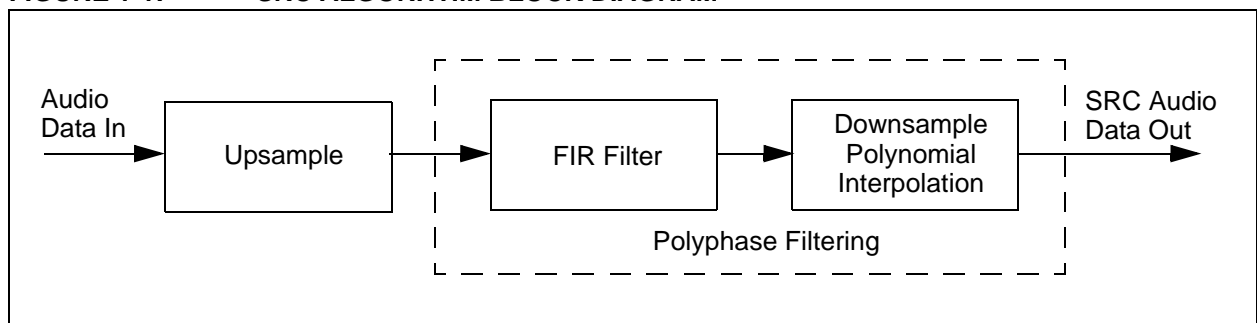 Audio
Data In
Upsample
FIR Filter
Downsample
Polynomial
Interpolation
SRC Audio
Data Out
Polyphase Filtering